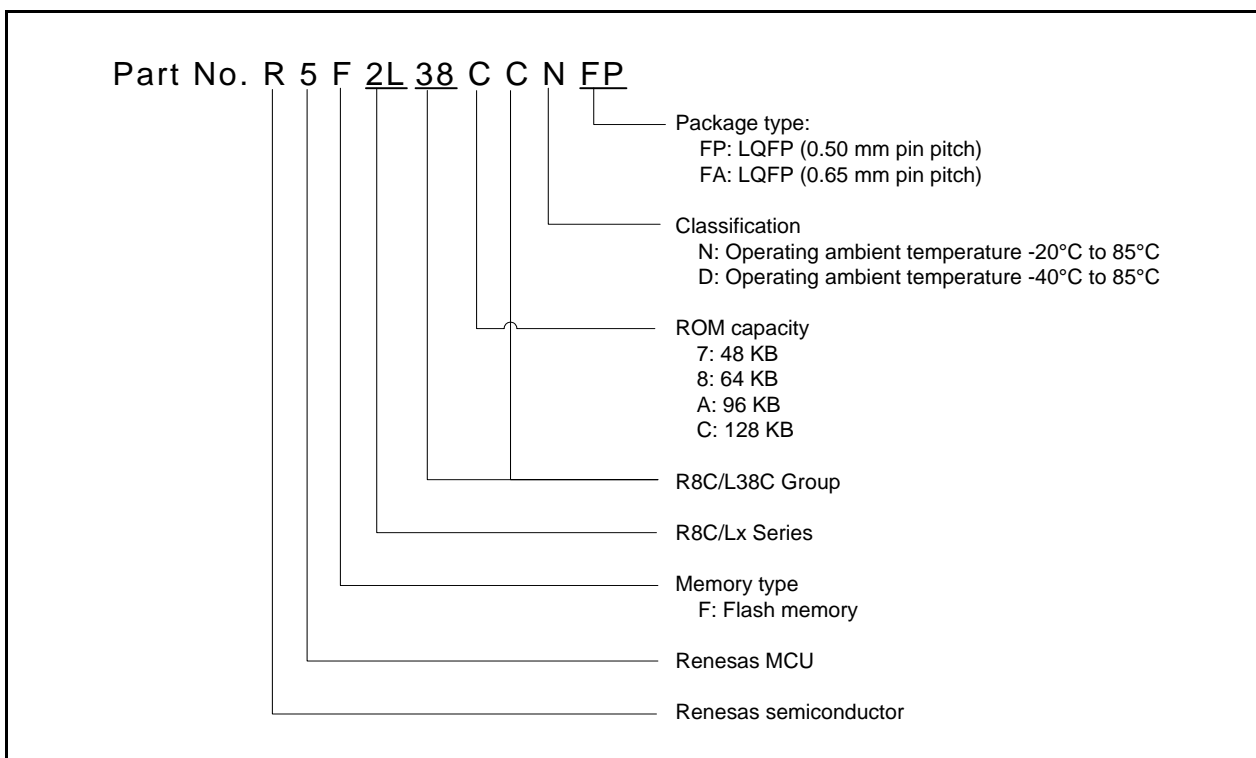 Part No. R 5 F 2L 38 C C N FP
Package type:
FP: LQFP (0.50 mm pin pitch)
FA: LQFP (0.65 mm pin pitch)
Classification
N: Operating ambient temperature -20°C to 85°C
D: Operating ambient temperature -40°C to 85°C
ROM capacity
7: 48 KB
8: 64 KB
A: 96 KB
C: 128 KB
R8C/L38C Group
R8C/Lx Series
Memory type
F: Flash memory
Renesas MCU
Renesas semiconductor